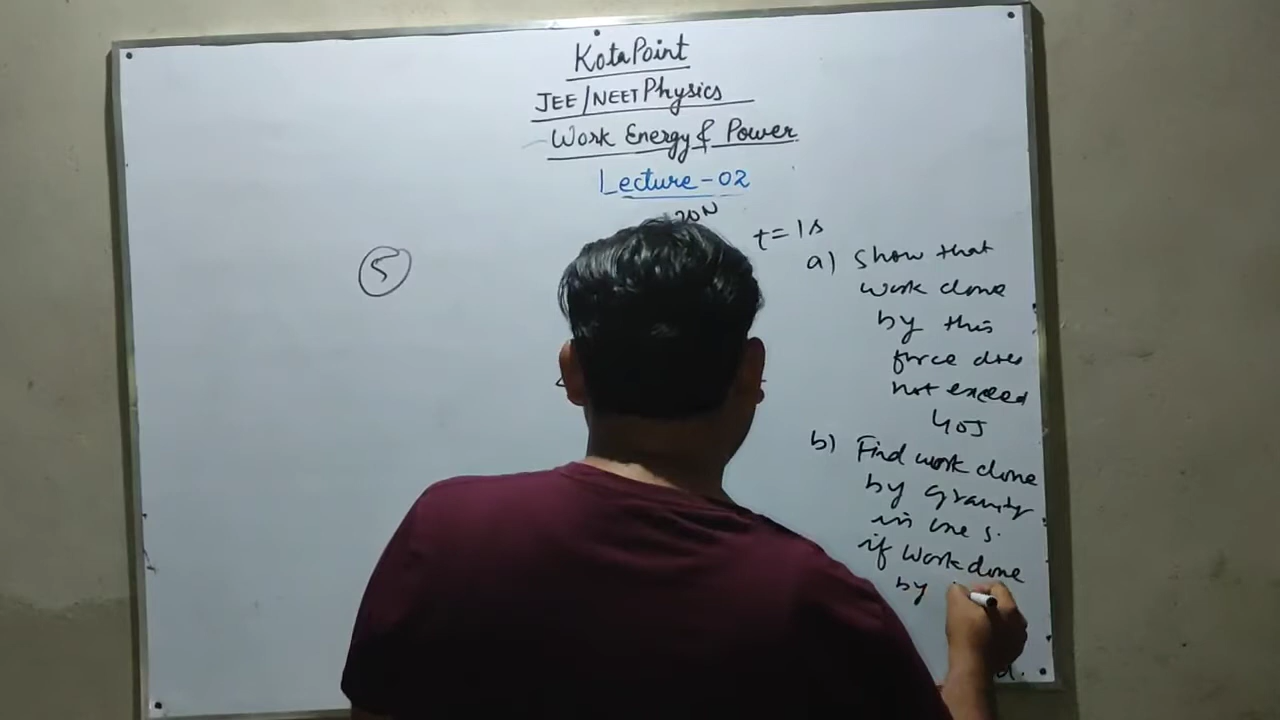 KotaPoint
JEE/NEET Physics
Work Energy & Power
Lecture-02
20N
t=1s
5
a) Show that
work done
by this
force does
not exceed
40J
b) Find work done
by gravity
in one s.
if Work done
by
d.